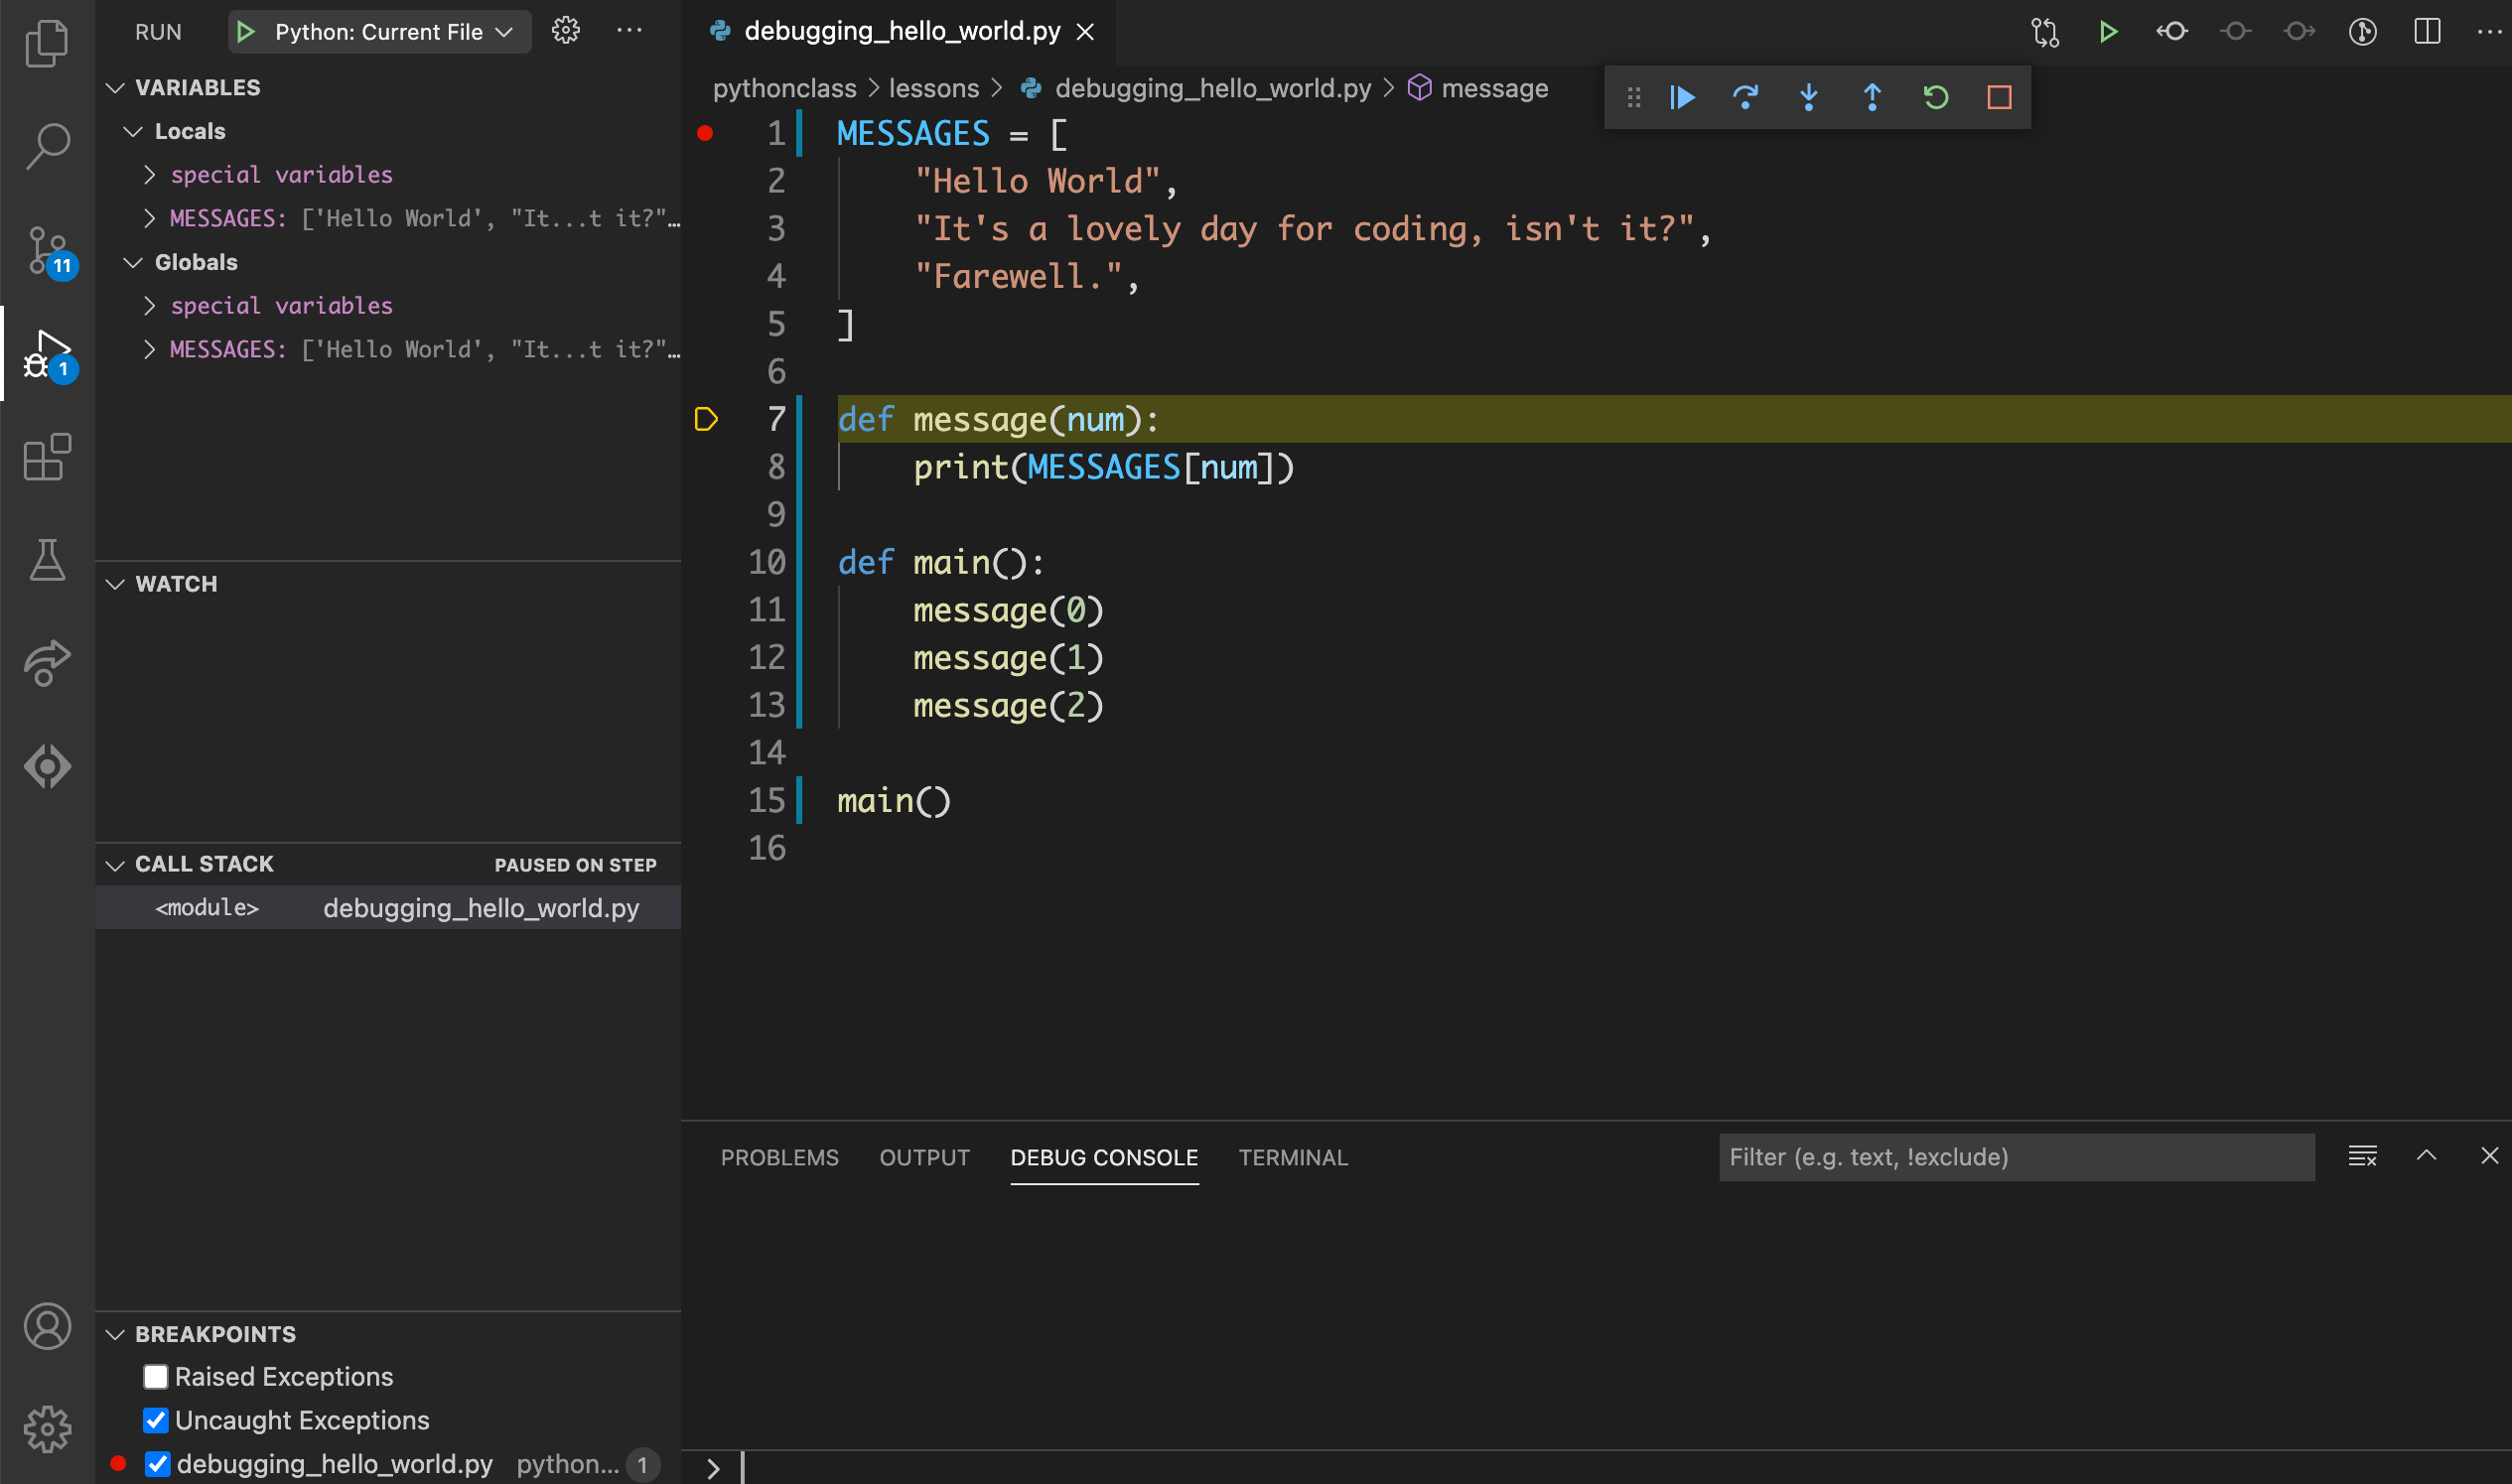 RUN
Python: Current File
VARIABLES
Locals
special variables
MESSAGES: ['Hello World', "It...t it?"…
Globals
special variables
MESSAGES: ['Hello World', "It...t it?"…
11
1
WATCH
CALL STACK PAUSED ON STEP
<module> debugging_hello_world.py
BREAKPOINTS
Raised Exceptions
Uncaught Exceptions
debugging_hello_world.py python... 1
debugging_hello_world.py
pythonclass > lessons > debugging_hello_world.py > message
1 MESSAGES = [
2 "Hello World",
3 "It's a lovely day for coding, isn't it?",
4 "Farewell.",
5 ]
6
7 def message(num):
8 print(MESSAGES[num])
9
10 def main():
11 message(0)
12 message(1)
13 message(2)
14
15 main()
16
PROBLEMS OUTPUT DEBUG CONSOLE TERMINAL
Filter (e.g. text, !exclude)
>